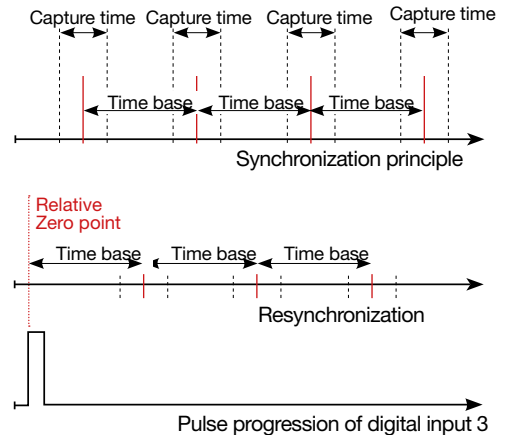 Capture time Capture time Capture time Capture time
Time base Time base Time base
Synchronization principle
Relative
Zero point
Time base Time base Time base
Resynchronization
Pulse progression of digital input 3